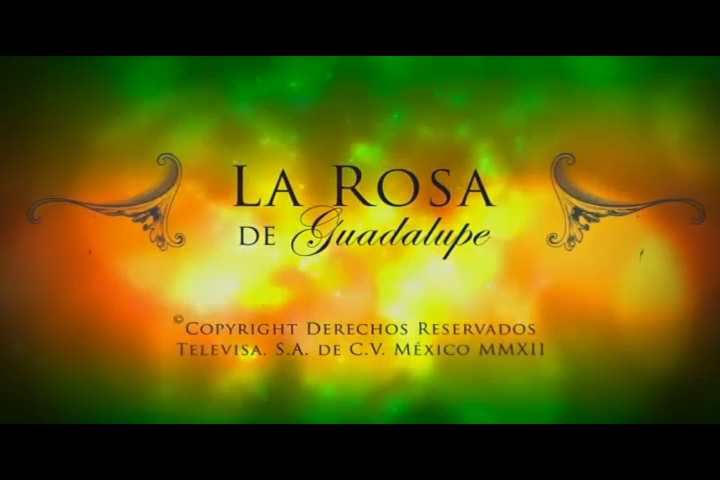 LA ROSA
DE Guadalupe
©COPYRIGHT DERECHOS RESERVADOS
TELEVISA. S.A. DE C.V. MÉXICO MMXII